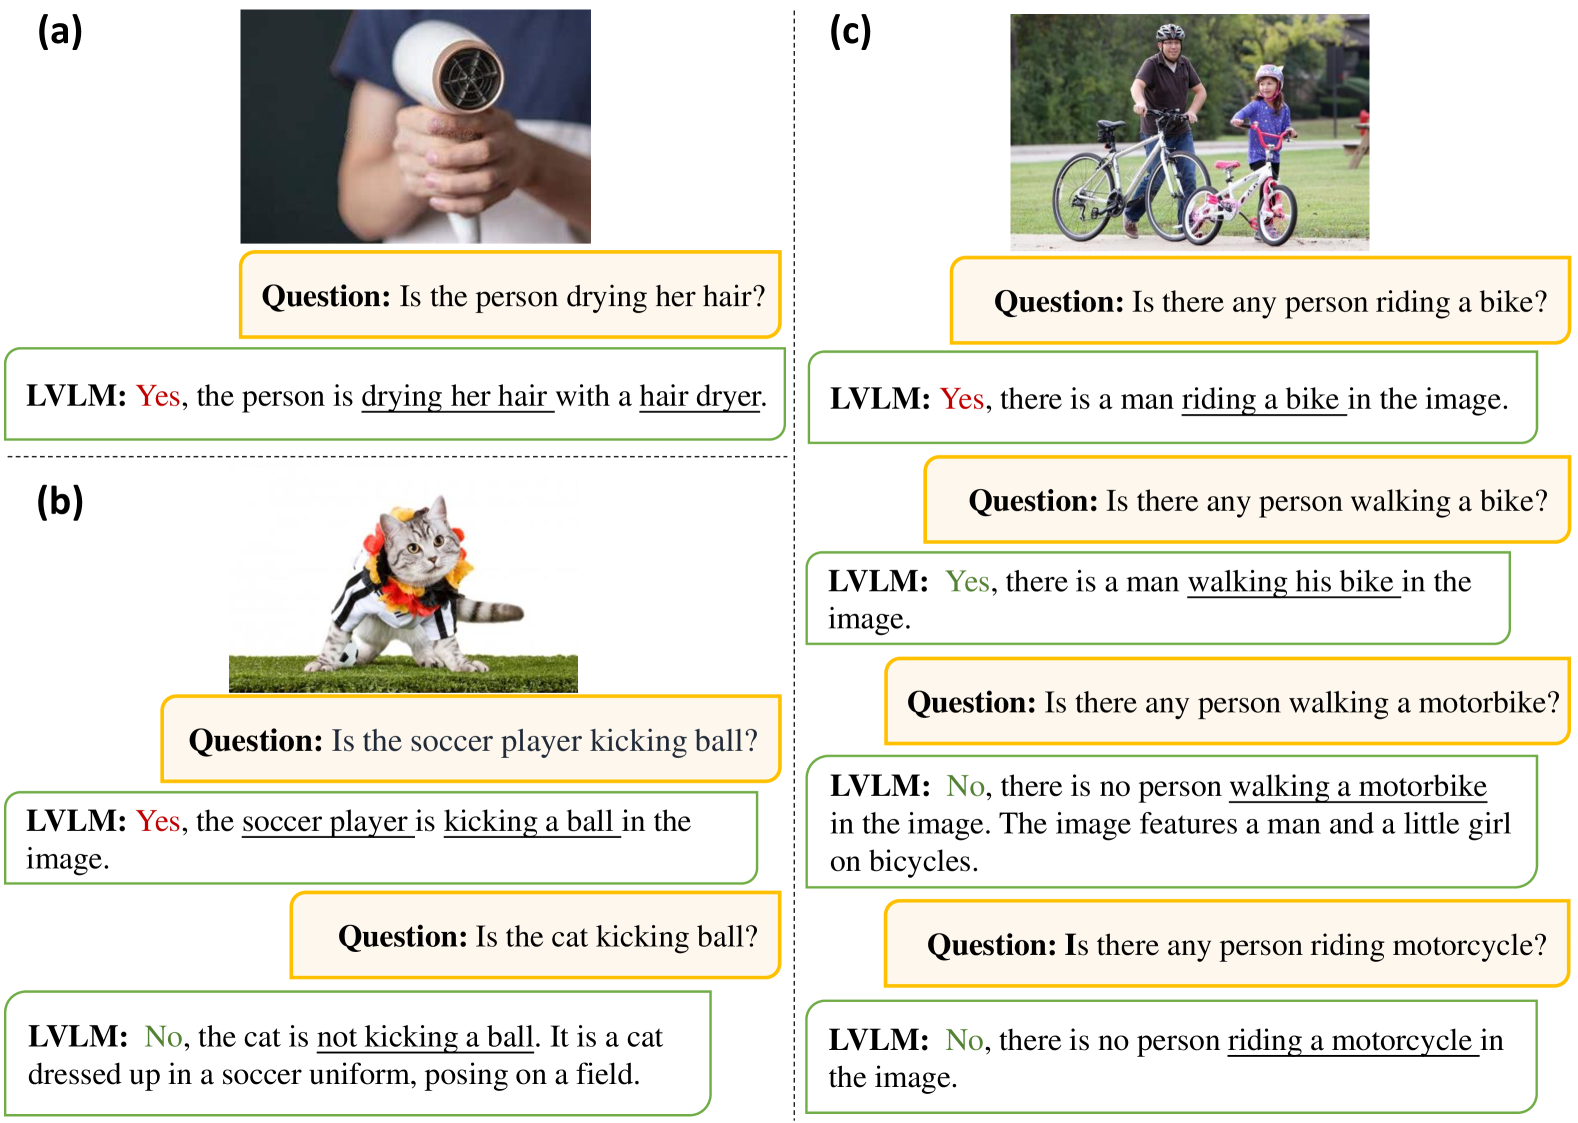 (a)
Question: Is the person drying her hair?
LVLM: Yes, the person is drying her hair with a hair dryer.
(b)
Question: Is the soccer player kicking ball?
LVLM: Yes, the soccer player is kicking a ball in the
image.
Question: Is the cat kicking ball?
LVLM: No, the cat is not kicking a ball. It is a cat
dressed up in a soccer uniform, posing on a field.
(c)
Question: Is there any person riding a bike?
LVLM: Yes, there is a man riding a bike in the image.
Question: Is there any person walking a bike?
LVLM: Yes, there is a man walking his bike in the
image.
Question: Is there any person walking a motorbike?
LVLM: No, there is no person walking a motorbike
in the image. The image features a man and a little girl
on bicycles.
Question: Is there any person riding motorcycle?
LVLM: No, there is no person riding a motorcycle in
the image.